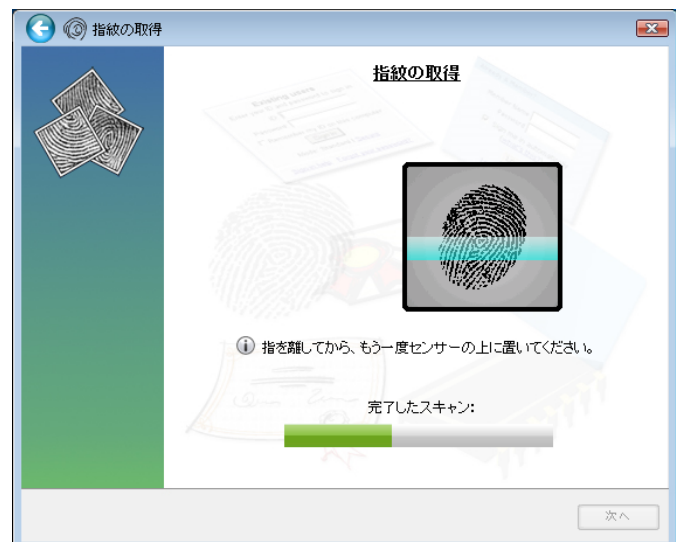 指紋の取得
指紋の取得
Existing users
指を離してから、もう一度センサーの上に置いてください。
完了したスキャン:
次へ